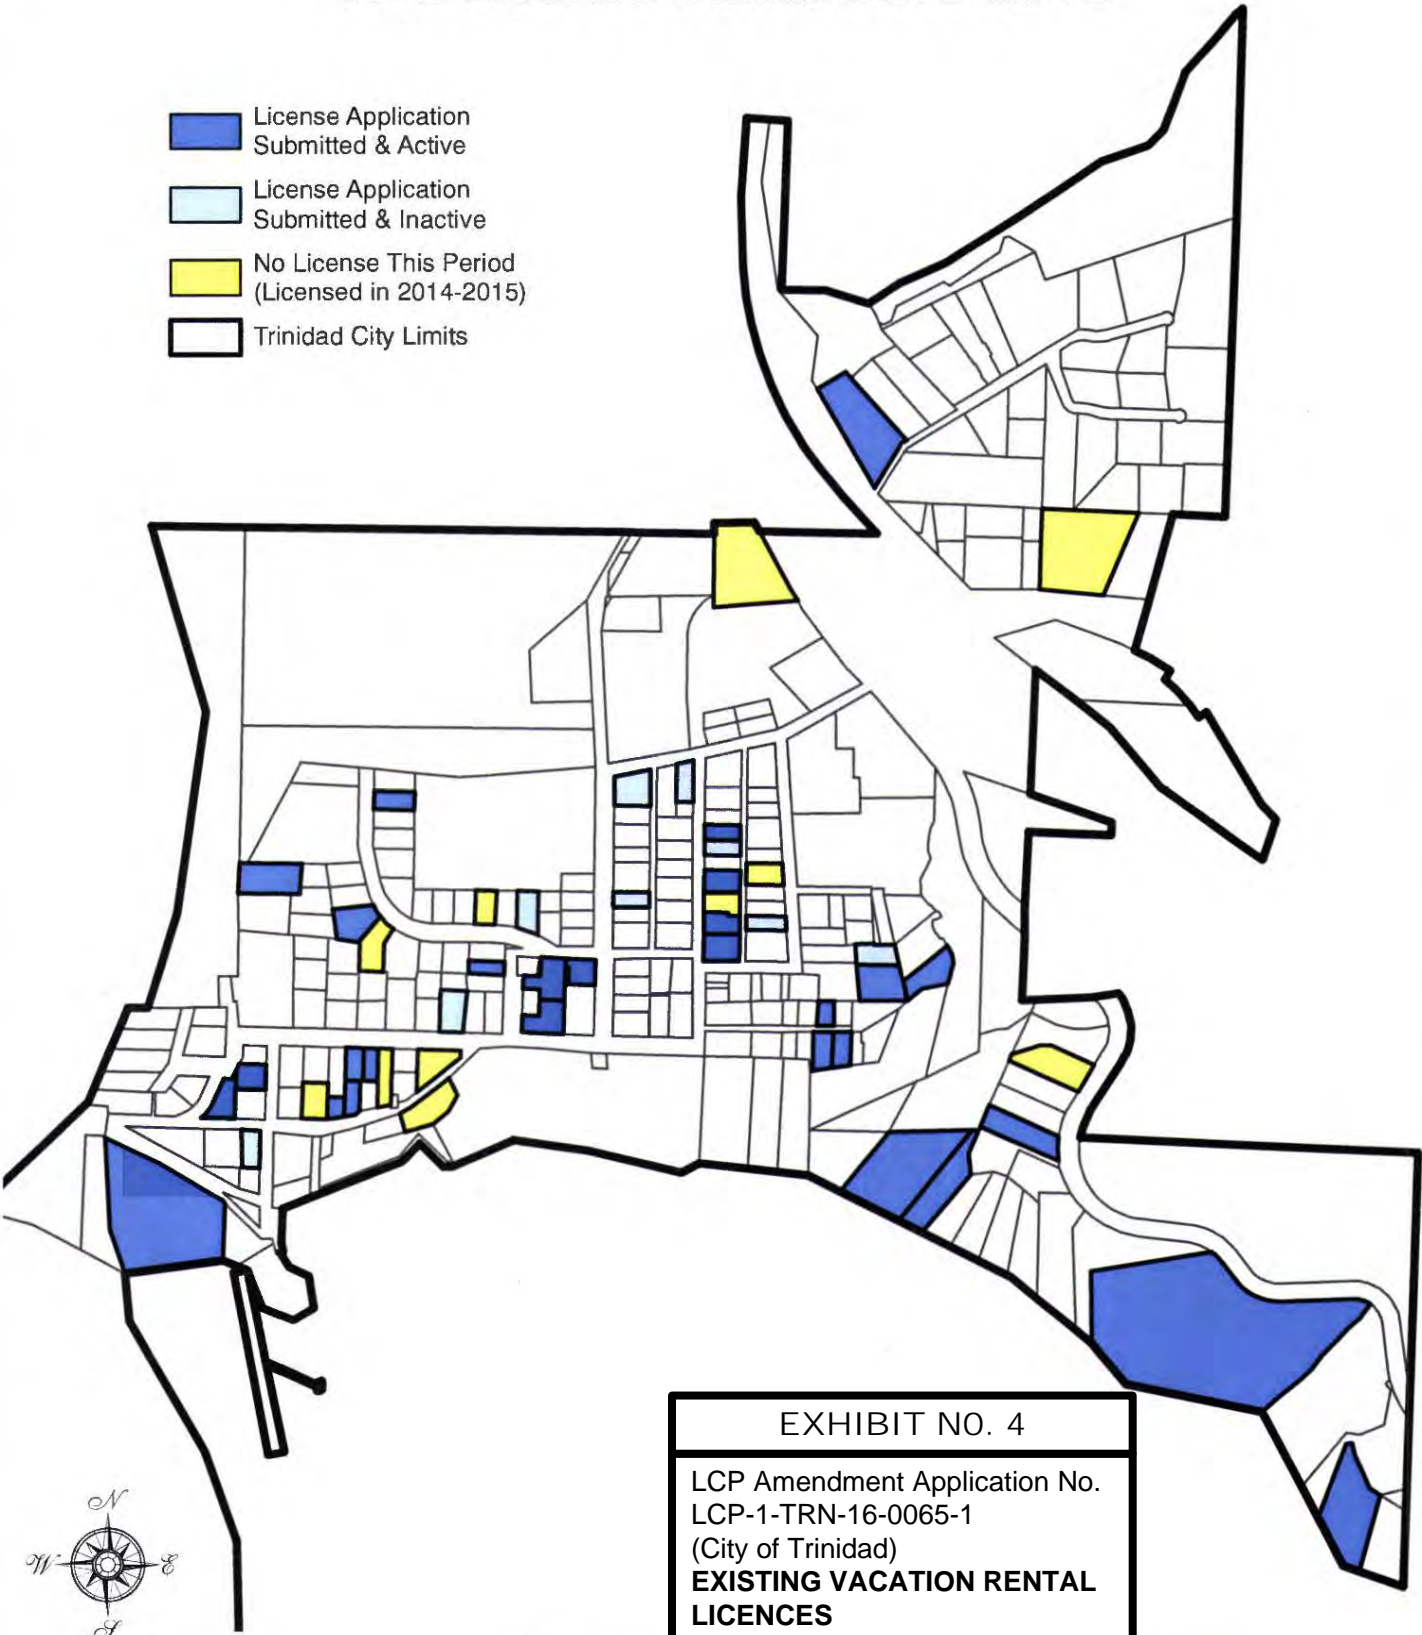 License Application
Submitted & Active
License Application
Submitted & Inactive
No License This Period
(Licensed in 2014-2015)
Trinidad City Limits
EXHIBIT NO. 4
LCP Amendment Application No.
LCP-1-TRN-16-0065-1
(City of Trinidad)
EXISTING VACATION RENTAL
LICENCES
N
W
E
S